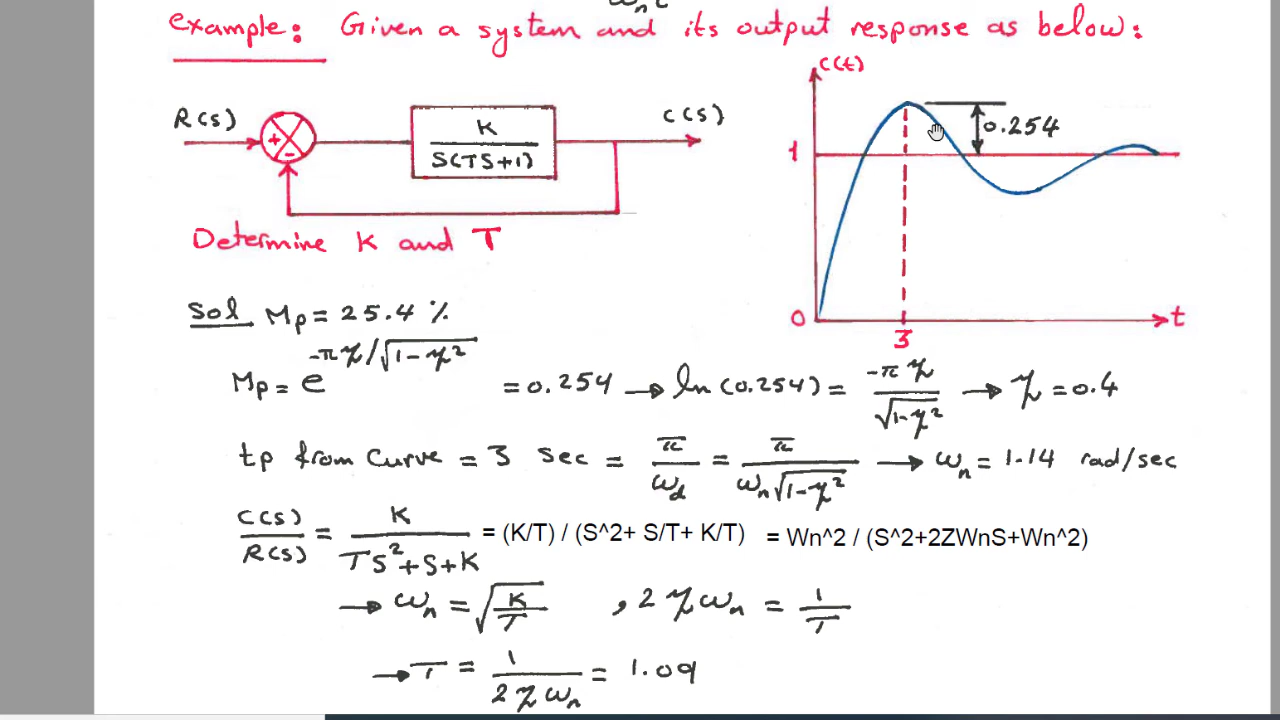 example: Given a system and its output response as below:
R(S)
+
-
K
S(TS+1)
C(S)
C(t)
1
0.254
0
3
t
Determine K and T
Sol Mp = 25.4 %
Mp = e^(-πζ/√1-ζ²) = 0.254 → ln(0.254) = -πζ/√1-ζ² → ζ = 0.4
tp from curve = 3 sec = π/ωd = π/ωn√1-ζ² → ωn = 1.14 rad/sec
C(S)/R(S) = K/TS²+S+K = (K/T) / (S^2+ S/T+ K/T) = Wn^2 / (S^2+2ZWnS+Wn^2)
→ ωn = √K/T , 2ζωn = 1/T
→ T = 1/2ζωn = 1.09